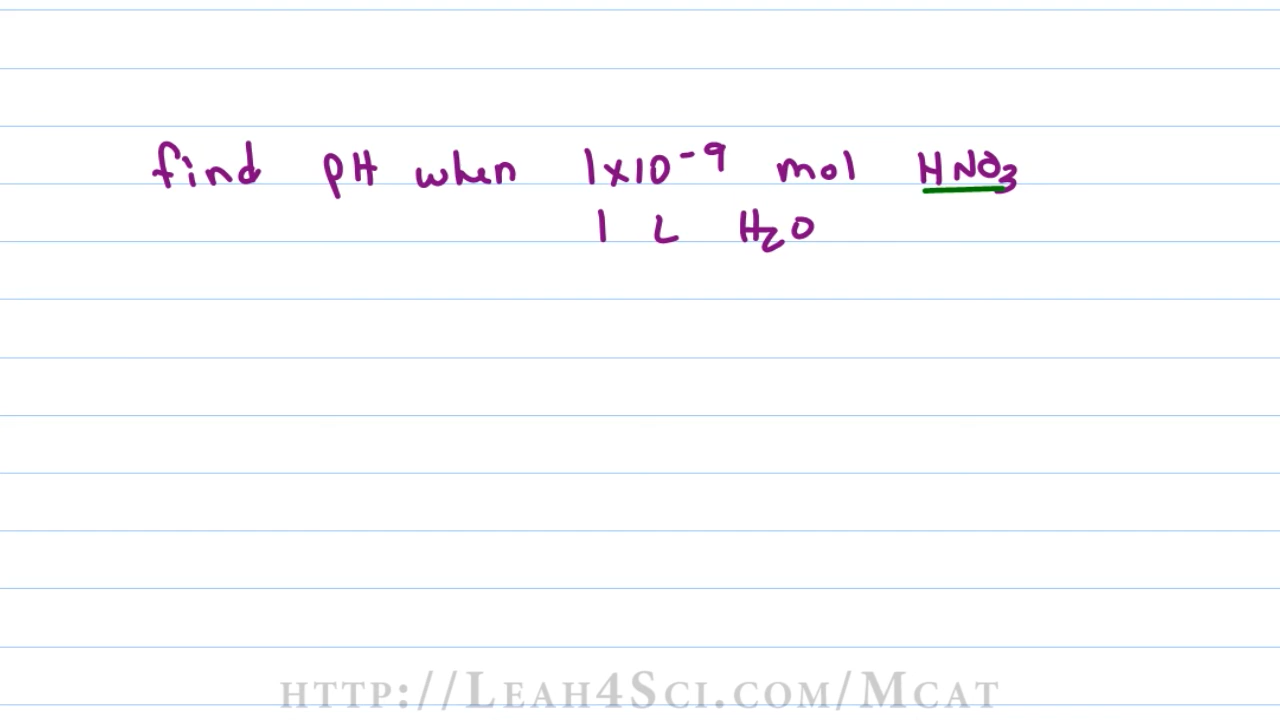 find pH when 1x10⁻⁹ mol HNO₃
1 L H₂O
HTTP://LEAH4SCI.COM/MCAT